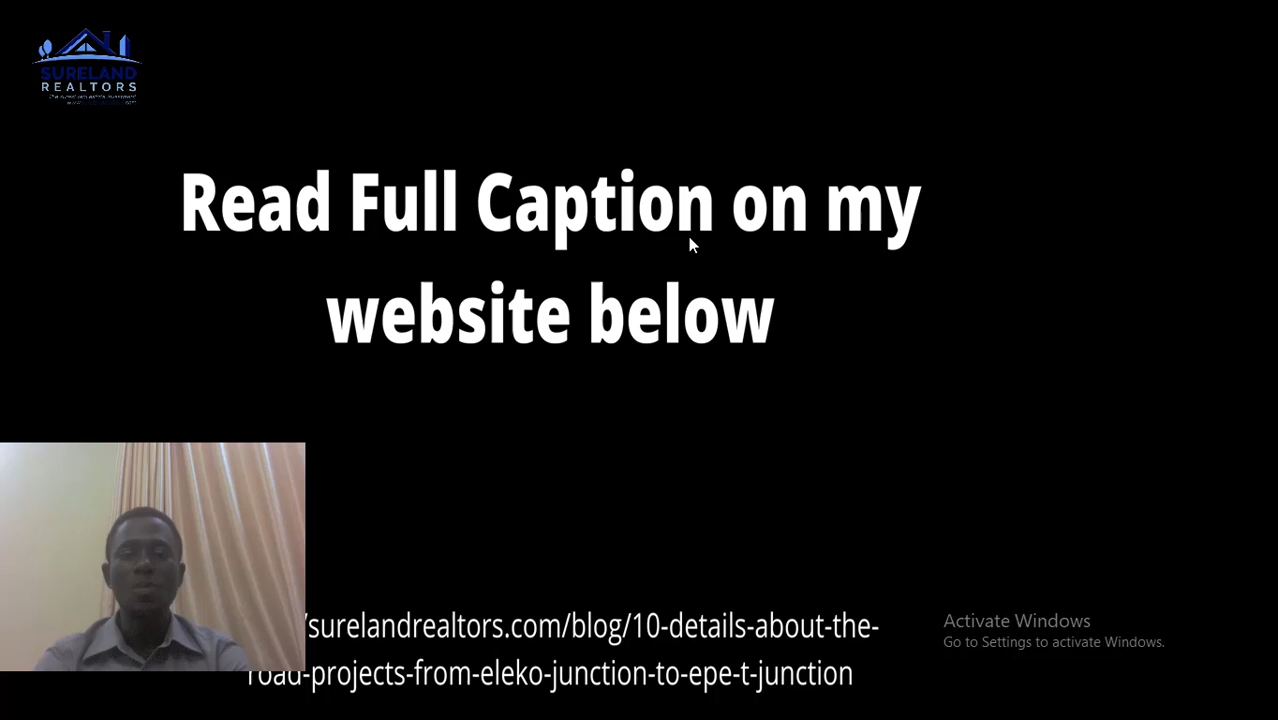 SURELAND
REALTORS
Read Full Caption on my
website below
/surelandrealtors.com/blog/10-details-about-the-
road-projects-from-eleko-junction-to-epe-t-junction
Activate Windows
Go to Settings to activate Windows.